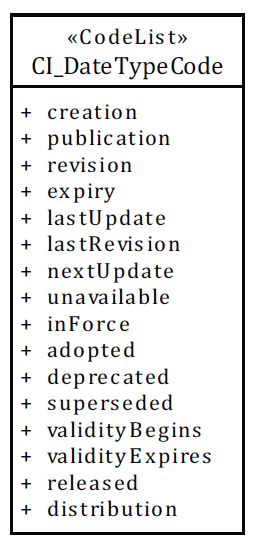 «CodeList»
CI_DateTypeCode
+ creation
+ publication
+ revision
+ expiry
+ lastUpdate
+ lastRevision
+ nextUpdate
+ unavailable
+ inForce
+ adopted
+ deprecated
+ superseded
+ validityBegins
+ validityExpires
+ released
+ distribution